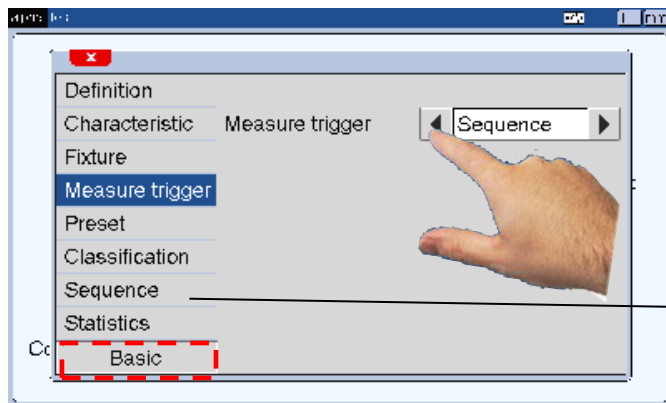 Definition
Characteristic
Measure trigger
Sequence
Fixture
Measure trigger
Preset
Classification
Sequence
Statistics
Basic